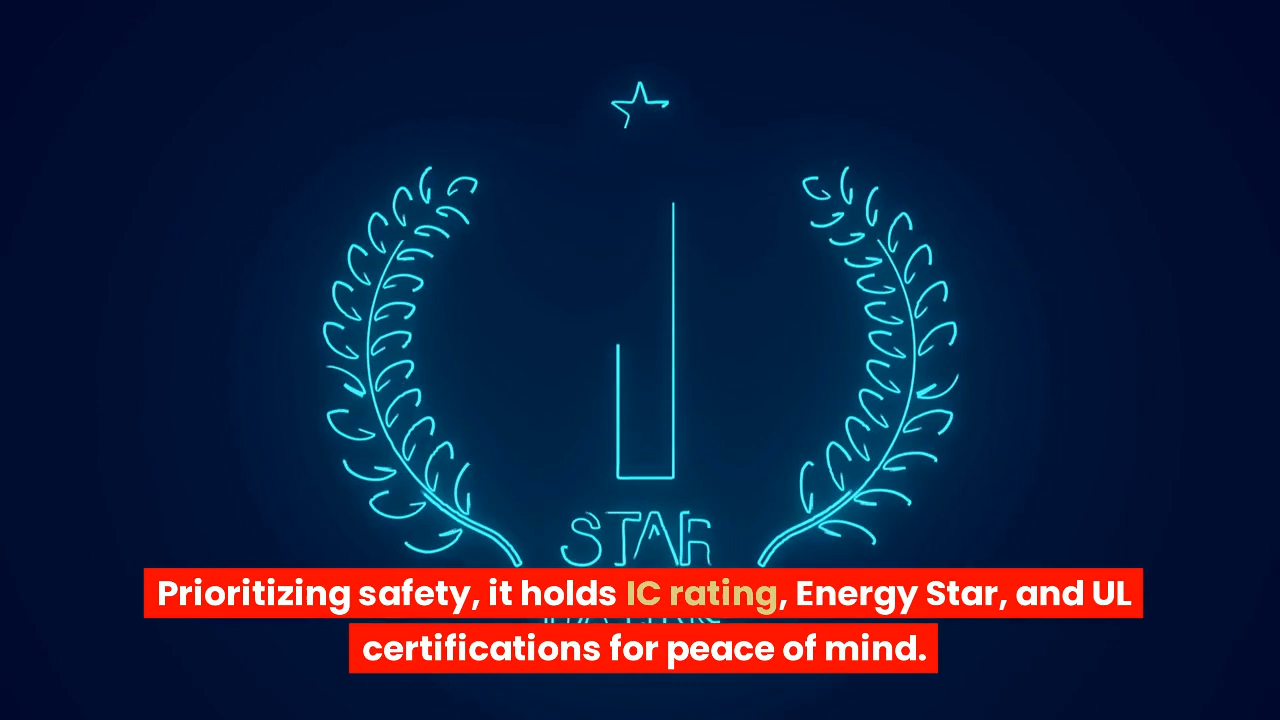 STAR
Prioritizing safety, it holds IC rating, Energy Star, and UL
certifications for peace of mind.